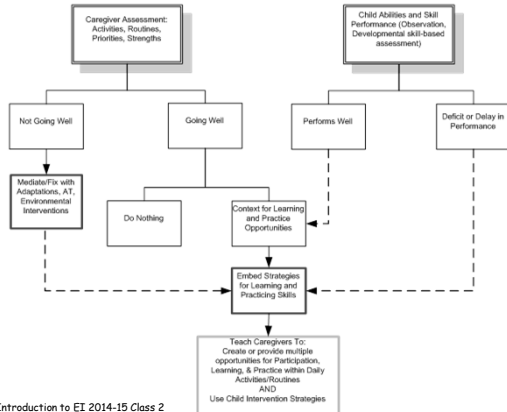 Caregiver Assessment:
Activities, Routines,
Priorities, Strengths
Child Abilities and Skill
Performance (Observation,
Developmental skill-based
assessment)
Not Going Well
Going Well
Performs Well
Deficit or Delay in
Performance
Mediate/Fix with
Adaptations, AT,
Environmental
Interventions
Do Nothing
Context for Learning
and Practice
Opportunities
Embed Strategies
for Learning and
Practicing Skills
Teach Caregivers To:
Create or provide multiple
opportunities for Participation,
Learning, & Practice within Daily
Activities/Routines
AND
Use Child Intervention Strategies
Introduction to EI 2014-15 Class 2